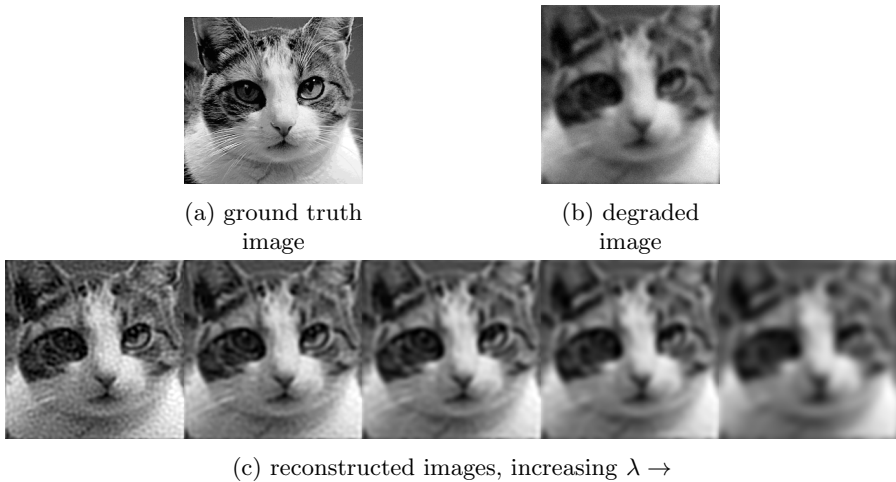 (a) ground truth
image
(b) degraded
image
(c) reconstructed images, increasing λ →